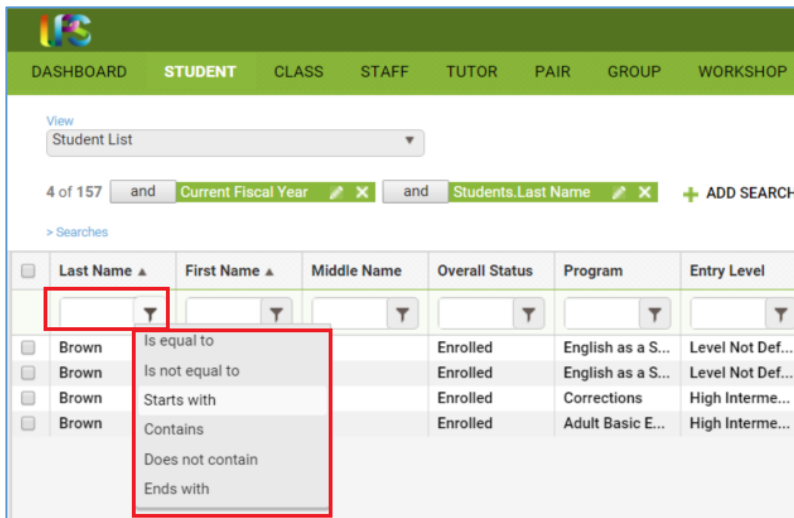 LPS
DASHBOARD STUDENT CLASS STAFF TUTOR PAIR GROUP WORKSHOP
View
Student List
4 of 157 and Current Fiscal Year and Students.Last Name ADD SEARCH
> Searches
Last Name First Name Middle Name Overall Status Program Entry Level
Is equal to
Is not equal to
Starts with
Contains
Does not contain
Ends with
Brown Enrolled English as a S... Level Not Def...
Brown Enrolled English as a S... Level Not Def...
Brown Enrolled Corrections High Interme...
Brown Enrolled Adult Basic E... High Interme...